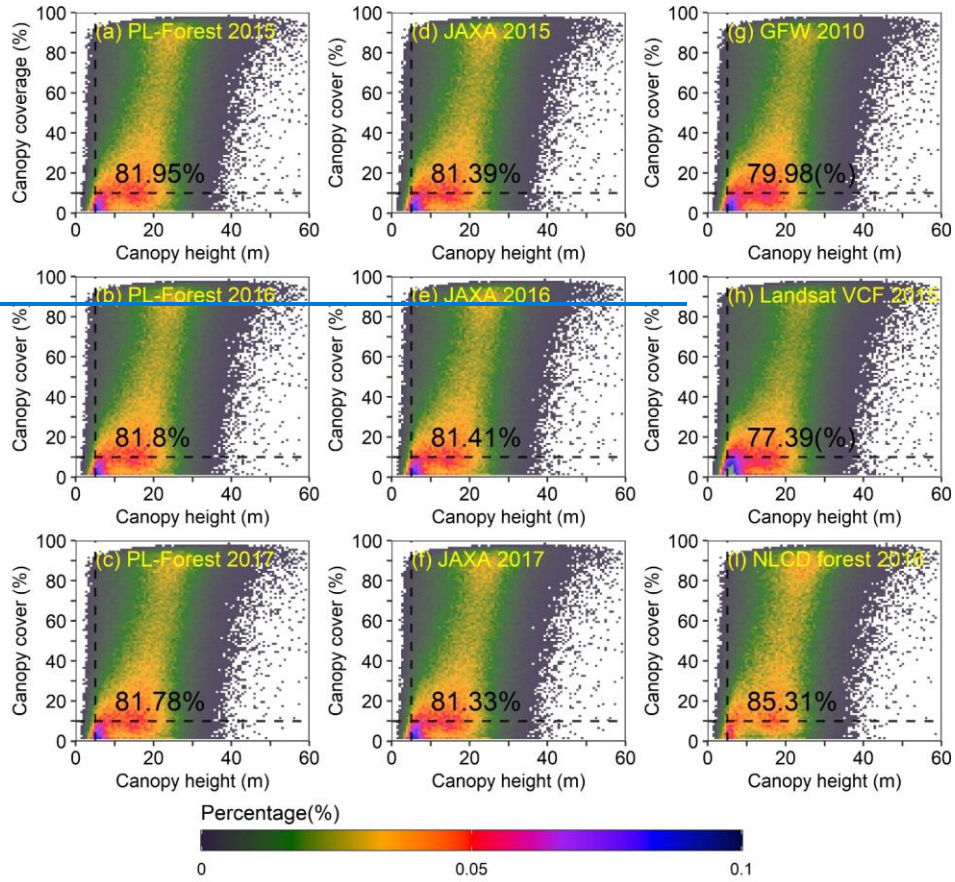 100
80
60
40
20
0
Canopy coverage (%)
(a) PL-Forest 2015
81.95%
0 20 40 60
Canopy height (m)
100
80
60
40
20
0
Canopy cover (%)
(d) JAXA 2015
81.39%
0 20 40 60
Canopy height (m)
100
80
60
40
20
0
Canopy cover (%)
(g) GFW 2010
79.98(%)
0 20 40 60
Canopy height (m)
100
80
60
40
20
0
Canopy cover (%)
(b) PL-Forest 2016
81.8%
0 20 40 60
Canopy height (m)
100
80
60
40
20
0
Canopy cover (%)
(e) JAXA 2016
81.41%
0 20 40 60
Canopy height (m)
100
80
60
40
20
0
Canopy cover (%)
(h) Landsat VCF 2015
77.39(%)
0 20 40 60
Canopy height (m)
100
80
60
40
20
0
Canopy cover (%)
(c) PL-Forest 2017
81.78%
0 20 40 60
Canopy height (m)
100
80
60
40
20
0
Canopy cover (%)
(f) JAXA 2017
81.33%
0 20 40 60
Canopy height (m)
100
80
60
40
20
0
Canopy cover (%)
(i) NLCD forest 2016
85.31%
0 20 40 60
Canopy height (m)
Percentage(%)
0 0.05 0.1